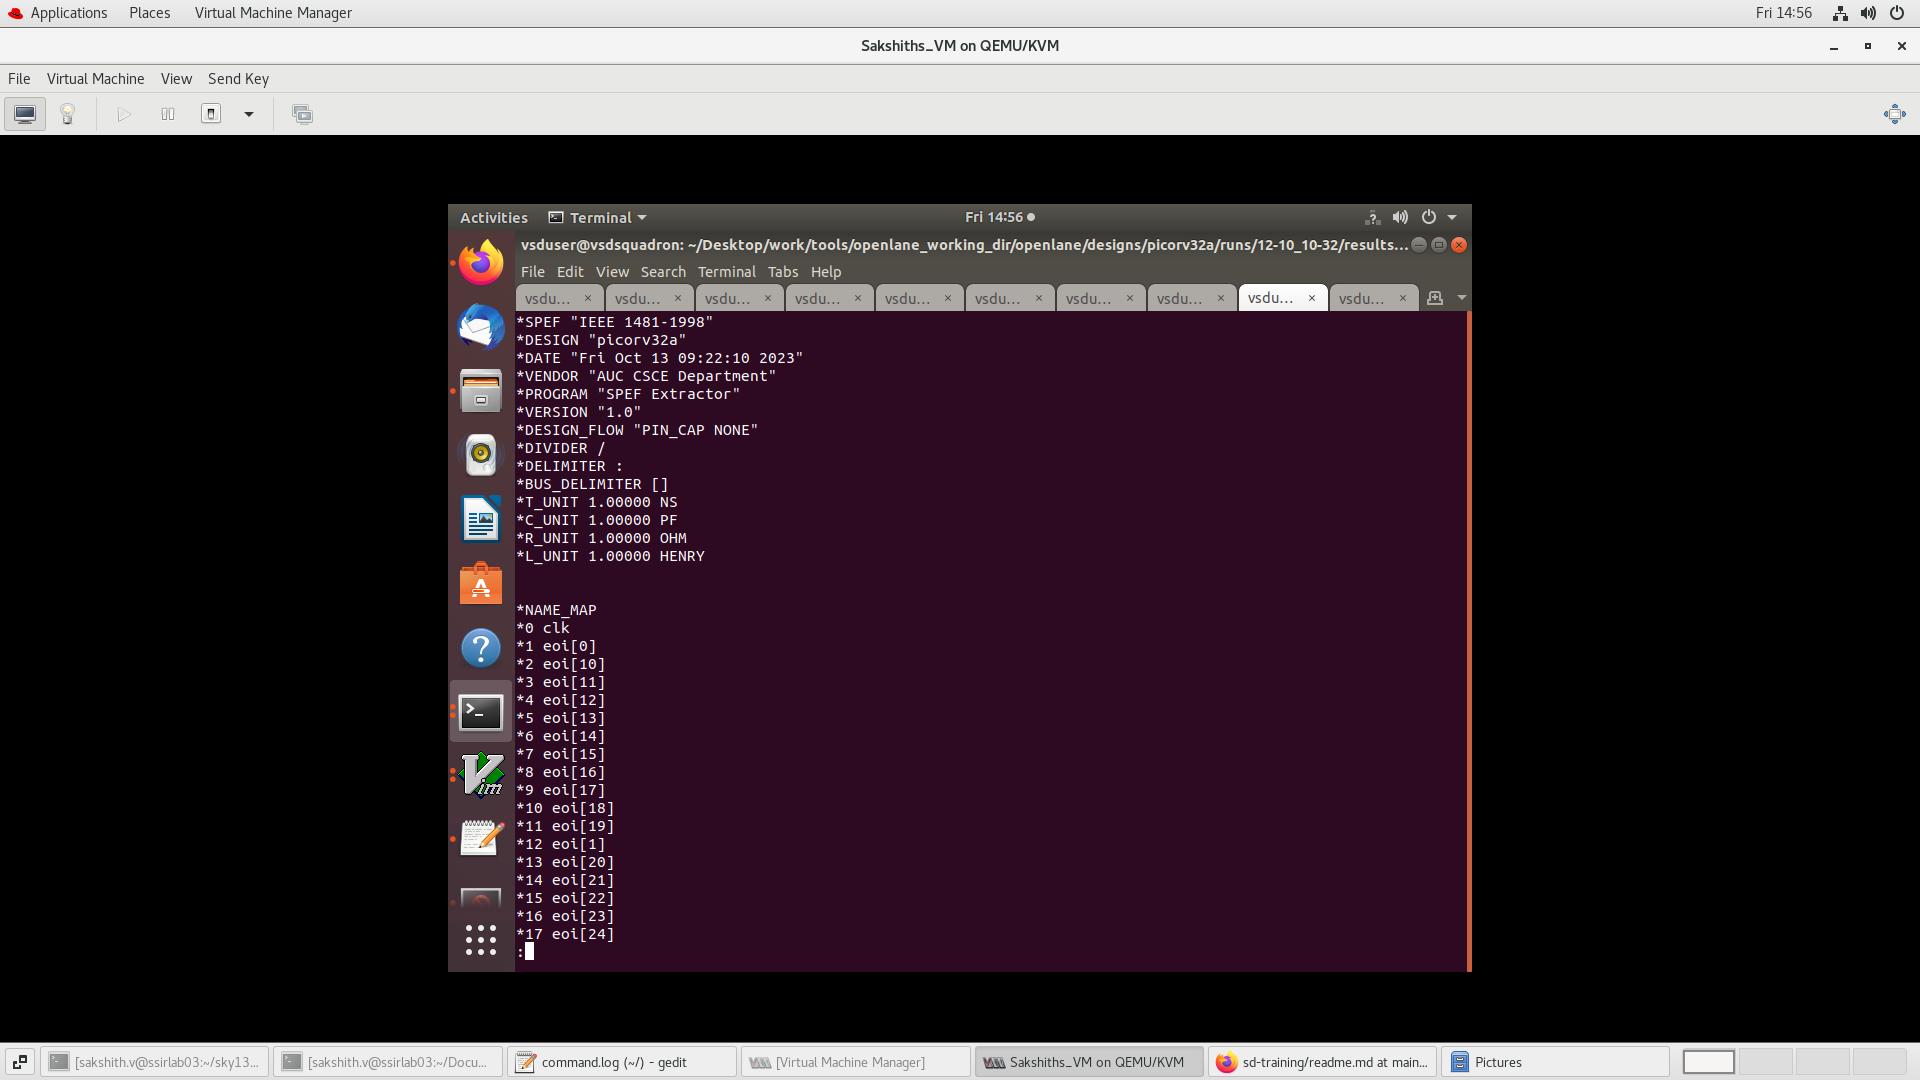 Applications Places Virtual Machine Manager Fri 14:56
Sakshiths_VM on QEMU/KVM
File Virtual Machine View Send Key
Activities Terminal Fri 14:56
vsduser@vsdsquadron: ~/Desktop/work/tools/openlane_working_dir/openlane/designs/picorv32a/runs/12-10_10-32/results...
File Edit View Search Terminal Tabs Help
vsdu... × vsdu... × vsdu... × vsdu... × vsdu... × vsdu... × vsdu... × vsdu... × vsdu... × vsdu... ×
*SPEF "IEEE 1481-1998"
*DESIGN "picorv32a"
*DATE "Fri Oct 13 09:22:10 2023"
*VENDOR "AUC CSCE Department"
*PROGRAM "SPEF Extractor"
*VERSION "1.0"
*DESIGN_FLOW "PIN_CAP NONE"
*DIVIDER /
*DELIMITER :
*BUS_DELIMITER []
*T_UNIT 1.00000 NS
*C_UNIT 1.00000 PF
*R_UNIT 1.00000 OHM
*L_UNIT 1.00000 HENRY
*NAME_MAP
*0 clk
*1 eoi[0]
*2 eoi[10]
*3 eoi[11]
*4 eoi[12]
*5 eoi[13]
*6 eoi[14]
*7 eoi[15]
*8 eoi[16]
*9 eoi[17]
*10 eoi[18]
*11 eoi[19]
*12 eoi[1]
*13 eoi[20]
*14 eoi[21]
*15 eoi[22]
*16 eoi[23]
*17 eoi[24]
:
[sakshith.v@ssirlab03:~/sky13... [sakshith.v@ssirlab03:~/Docu... command.log (~/) - gedit [Virtual Machine Manager] Sakshiths_VM on QEMU/KVM sd-training/readme.md at main... Pictures